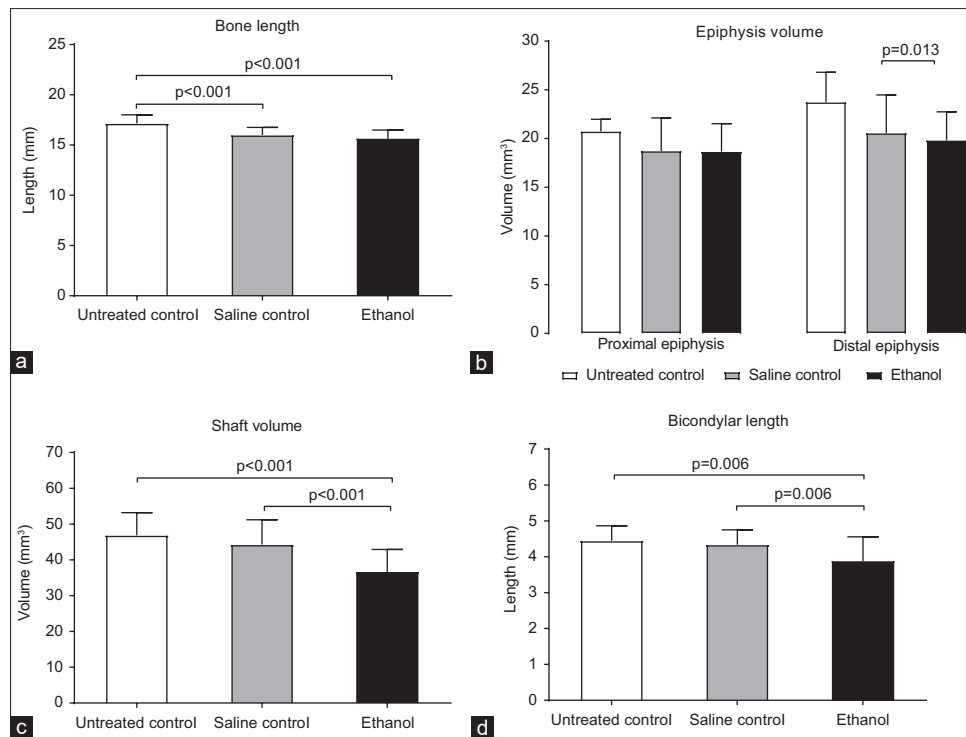 Bone length
25
20
15
10
5
0
Length (mm)
p<0.001
p<0.001
Untreated control Saline control Ethanol
a
Epiphysis volume
30
25
20
15
10
5
0
Volume (mm³)
p=0.013
Proximal epiphysis Distal epiphysis
Untreated control Saline control Ethanol
b
Shaft volume
70
60
50
40
30
20
10
0
Volume (mm³)
p<0.001
p<0.001
Untreated control Saline control Ethanol
c
Bicondylar length
7
6
5
4
3
2
1
0
Length (mm)
p=0.006
p=0.006
Untreated control Saline control Ethanol
d